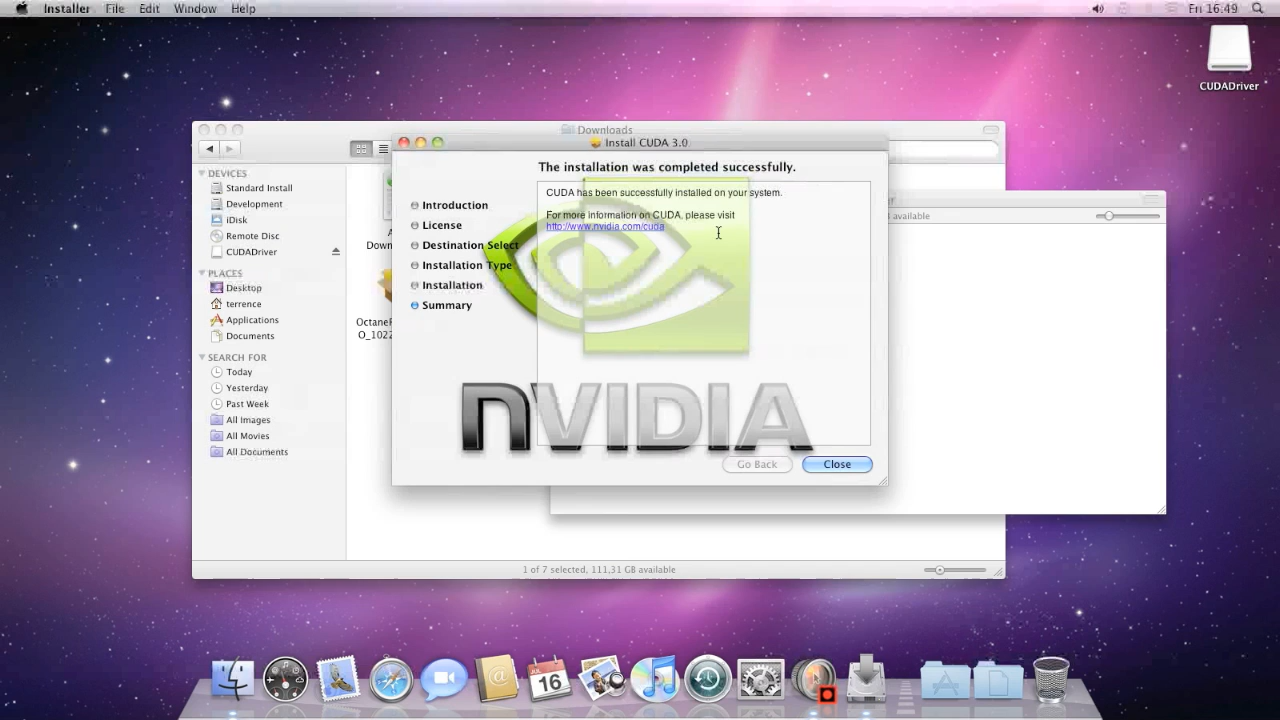 Installer File Edit Window Help
Fri 16.49
CUDADriver
Downloads
Install CUDA 3.0
The installation was completed successfully.
CUDA has been successfully installed on your system.
For more information on CUDA, please visit
http://www.nvidia.com/cuda
Introduction
License
Destination Select
Installation Type
Installation
Summary
nVIDIA
Go Back
Close
DEVICES
Standard Install
Development
iDisk
Remote Disc
CUDADriver
PLACES
Desktop
terrence
Applications
Documents
SEARCH FOR
Today
Yesterday
Past Week
All Images
All Movies
All Documents
Down
O_1022
available
1 of 7 selected, 111,31 GB available
JUL
16